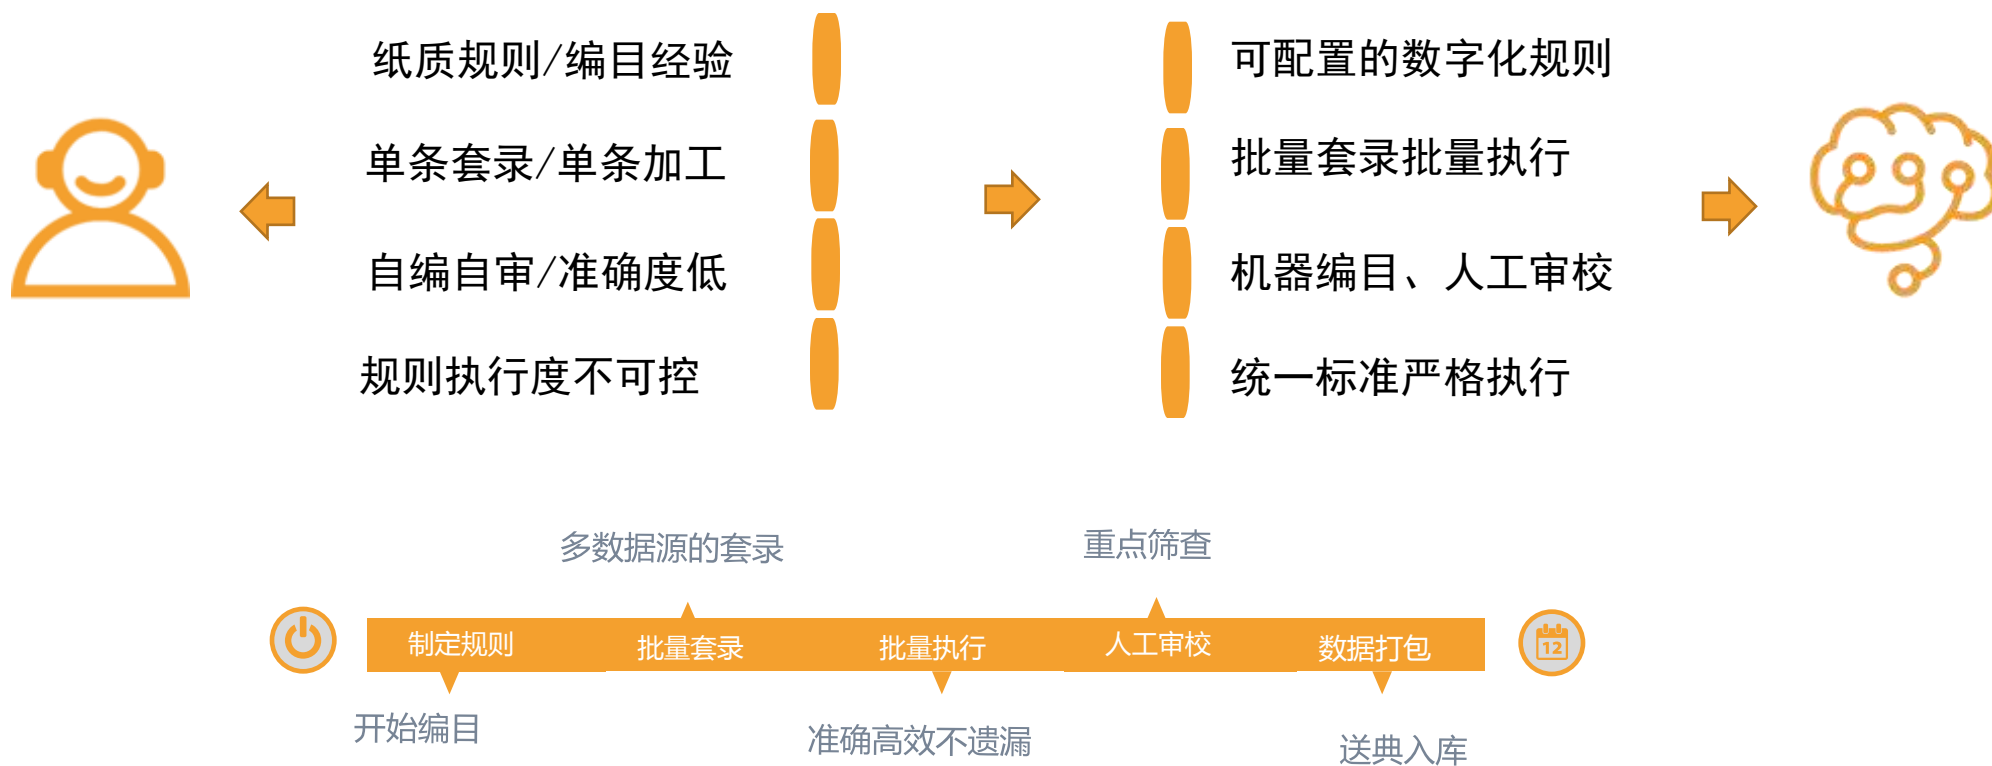 纸质规则/编目经验
单条套录/单条加工
自编自审/准确度低
规则执行度不可控
可配置的数字化规则
批量套录批量执行
机器编目、人工审校
统一标准严格执行
多数据源的套录
重点筛查
制定规则
批量套录
批量执行
人工审校
数据打包
12
开始编目
准确高效不遗漏
送典入库